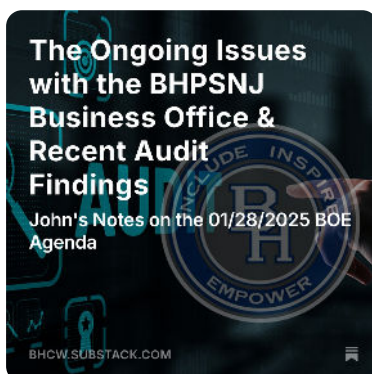 The Ongoing Issues
with the BHPSNJ
Business Office &
Recent Audit
Findings
John's Notes on the 01/28/2025 BOE
Agenda
AUDIT
INCLUDE INSPIRE
BH
EMPOWER
BHCW.SUBSTACK.COM